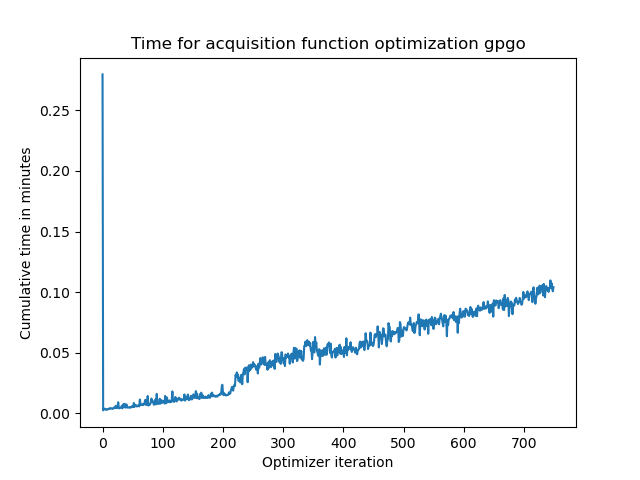 Time for acquisition function optimization gpgo
Cumulative time in minutes
0.25
0.20
0.15
0.10
0.05
0.00
0 100 200 300 400 500 600 700
Optimizer iteration